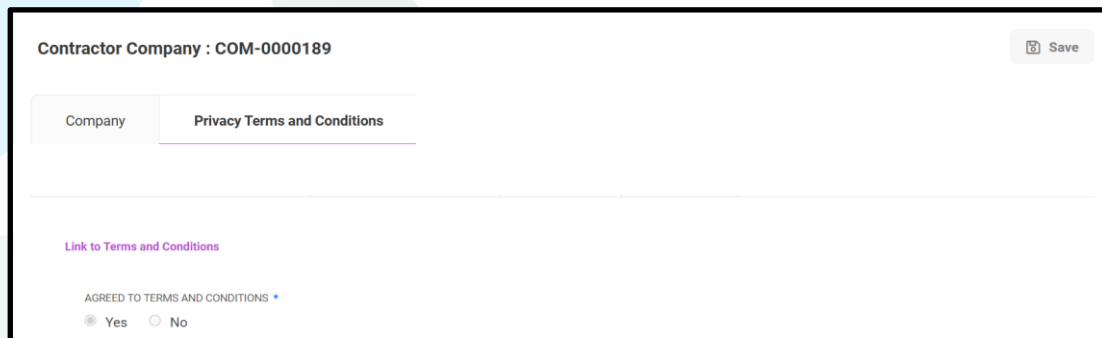 Contractor Company : COM-0000189
Save
Company
Privacy Terms and Conditions
Link to Terms and Conditions
AGREED TO TERMS AND CONDITIONS *
Yes
No